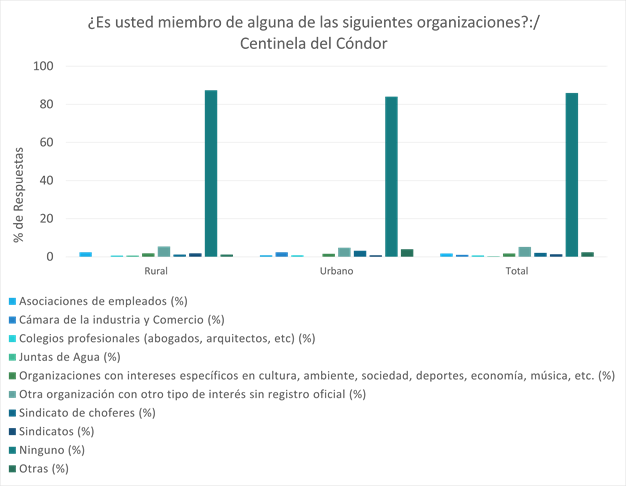 ¿Es usted miembro de alguna de las siguientes organizaciones?:/
Centinela del Cóndor
100
80
60
40
20
0
% de Respuestas
Rural
Urbano
Total
Asociaciones de empleados (%)
Cámara de la industria y Comercio (%)
Colegios profesionales (abogados, arquitectos, etc) (%)
Juntas de Agua (%)
Organizaciones con intereses específicos en cultura, ambiente, sociedad, deportes, economía, música, etc. (%)
Otra organización con otro tipo de interés sin registro oficial (%)
Sindicato de choferes (%)
Sindicatos (%)
Ninguno (%)
Otras (%)